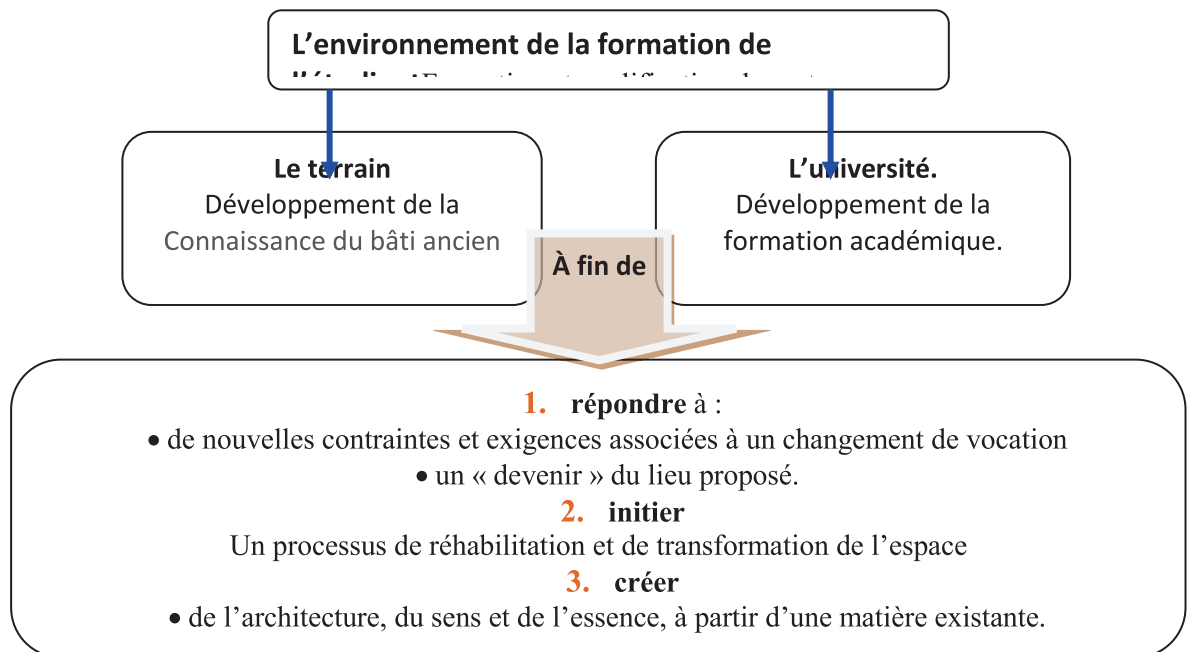 L’environnement de la formation de
Le terrain
Développement de la
Connaissance du bâti ancien
L’université.
Développement de la
formation académique.
À fin de
1. répondre à :
• de nouvelles contraintes et exigences associées à un changement de vocation
• un « devenir » du lieu proposé.
2. initier
Un processus de réhabilitation et de transformation de l’espace
3. créer
• de l’architecture, du sens et de l’essence, à partir d’une matière existante.